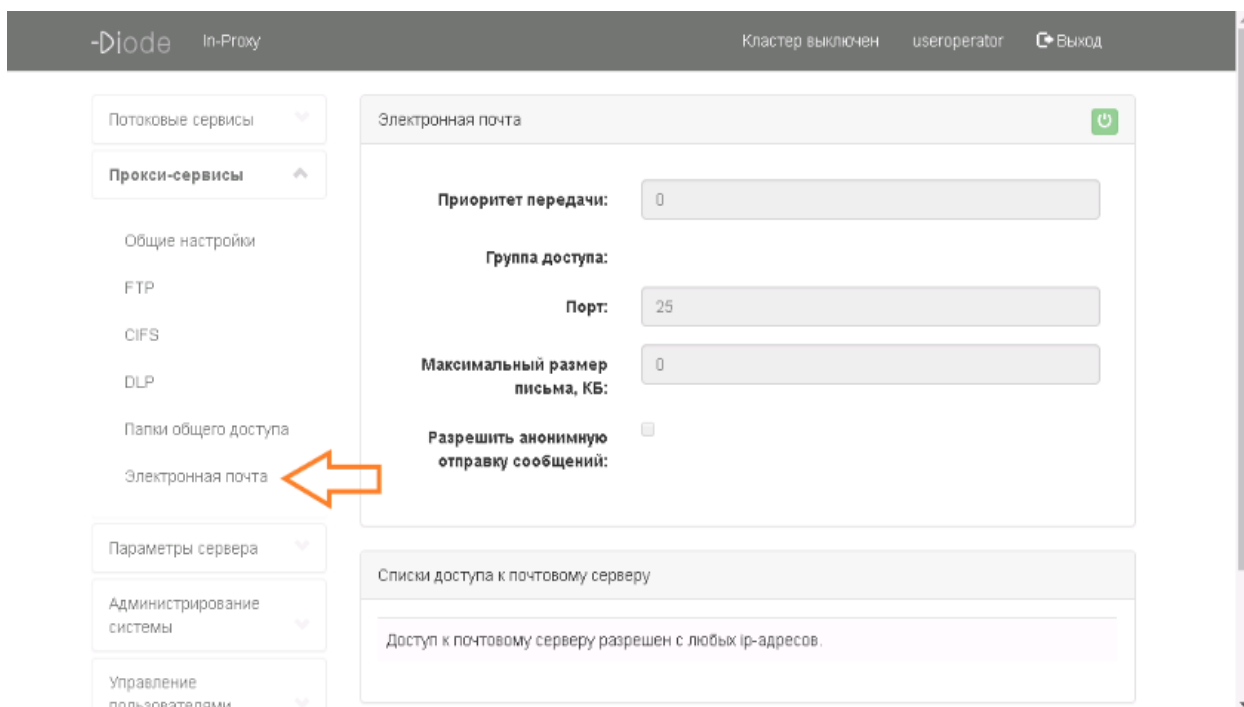 -Diode In-Proxy Кластер выключен useroperator Выход
Потоковые сервисы
Прокси-сервисы
Общие настройки
FTP
CIFS
DLP
Папки общего доступа
Электронная почта
Параметры сервера
Администрирование
системы
Управление
пользователями
Электронная почта
Приоритет передачи: 0
Группа доступа:
Порт: 25
Максимальный размер
письма, КБ: 0
Разрешить анонимную
отправку сообщений:
Списки доступа к почтовому серверу
Доступ к почтовому серверу разрешен с любых ip-адресов.